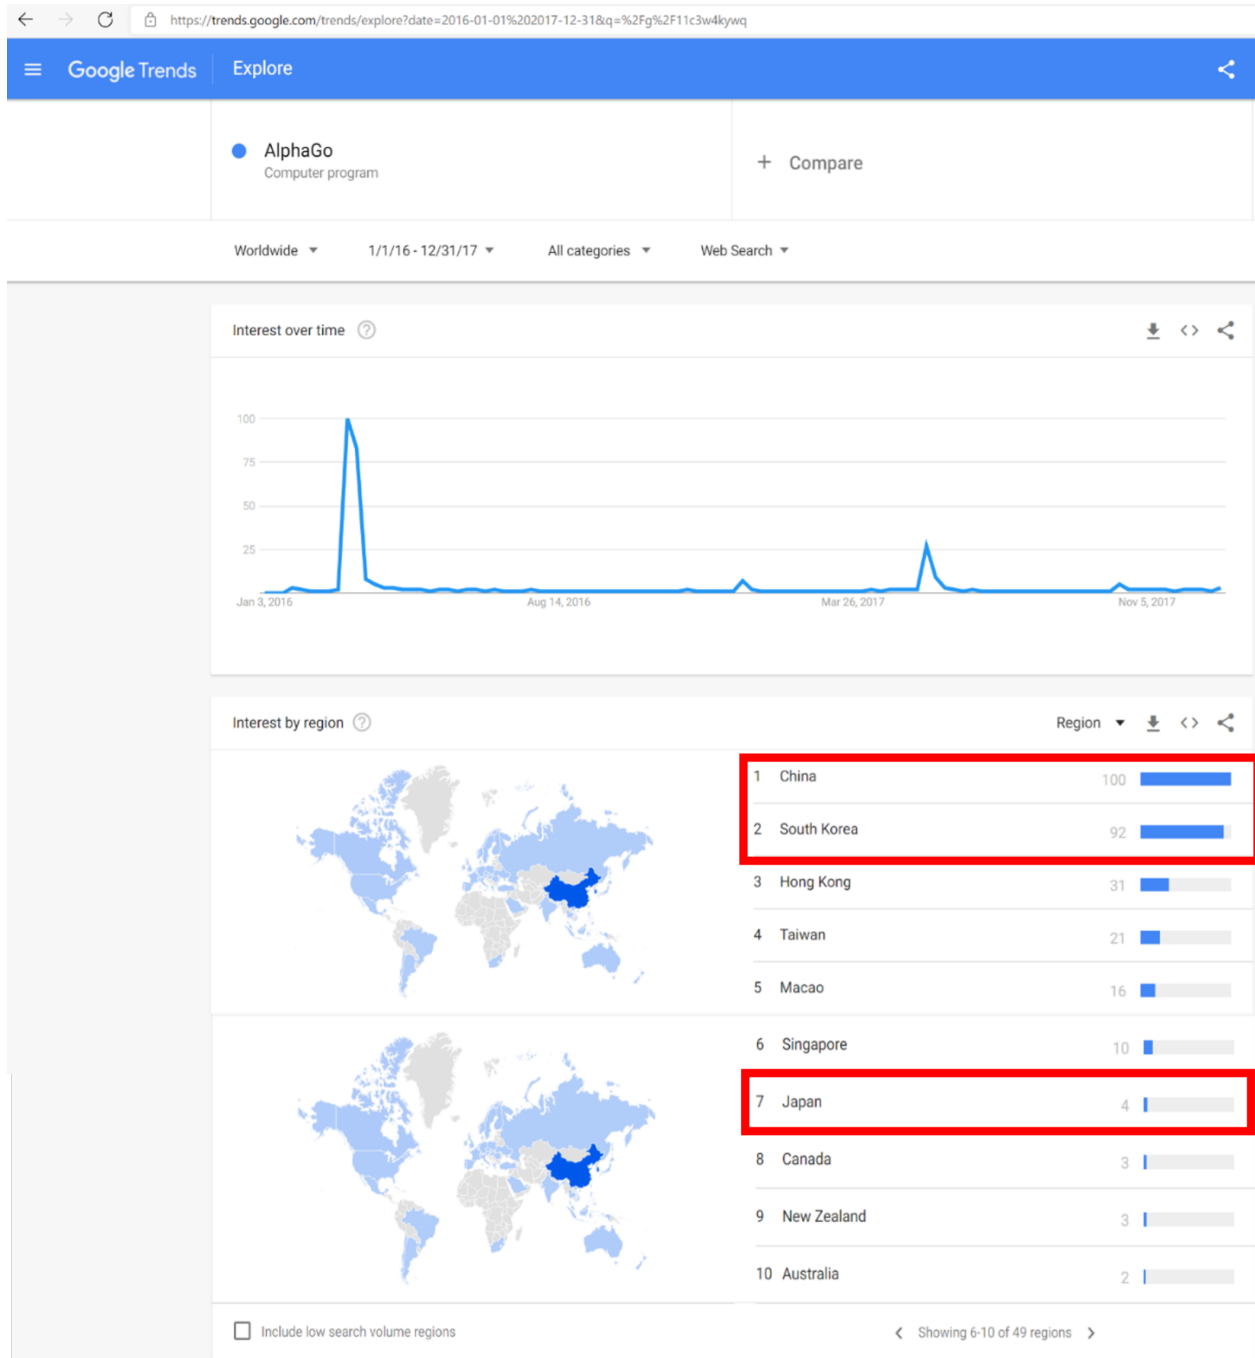 https://trends.google.com/trends/explore?date=2016-01-01%202017-12-31&q=%2Fg%2F11c3w4kywq
Google Trends Explore
AlphaGo
Computer program
+ Compare
Worldwide 1/1/16 - 12/31/17 All categories Web Search
Interest over time
100
75
50
25
Jan 3, 2016 Aug 14, 2016 Mar 26, 2017 Nov 5, 2017
Interest by region Region
1 China 100
2 South Korea 92
3 Hong Kong 31
4 Taiwan 21
5 Macao 16
6 Singapore 10
7 Japan 4
8 Canada 3
9 New Zealand 3
10 Australia 2
Include low search volume regions Showing 6-10 of 49 regions